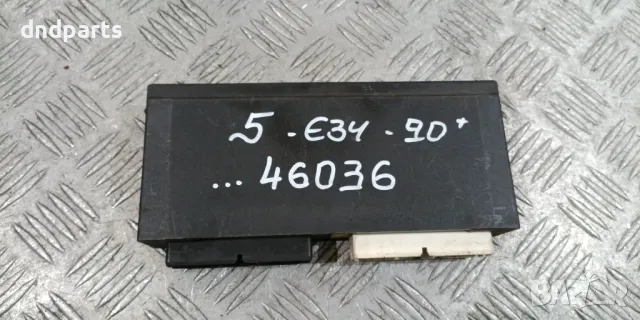 dndparts
5 - E34 - 90+
... 46036